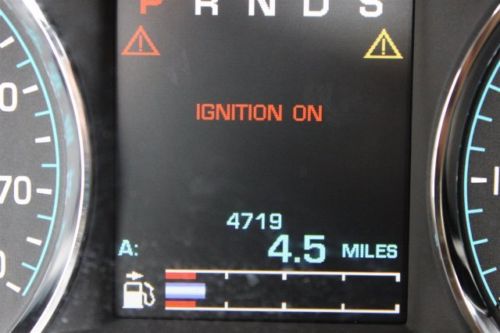 P R N D S
IGNITION ON
4719
A: 4.5 MILES
70